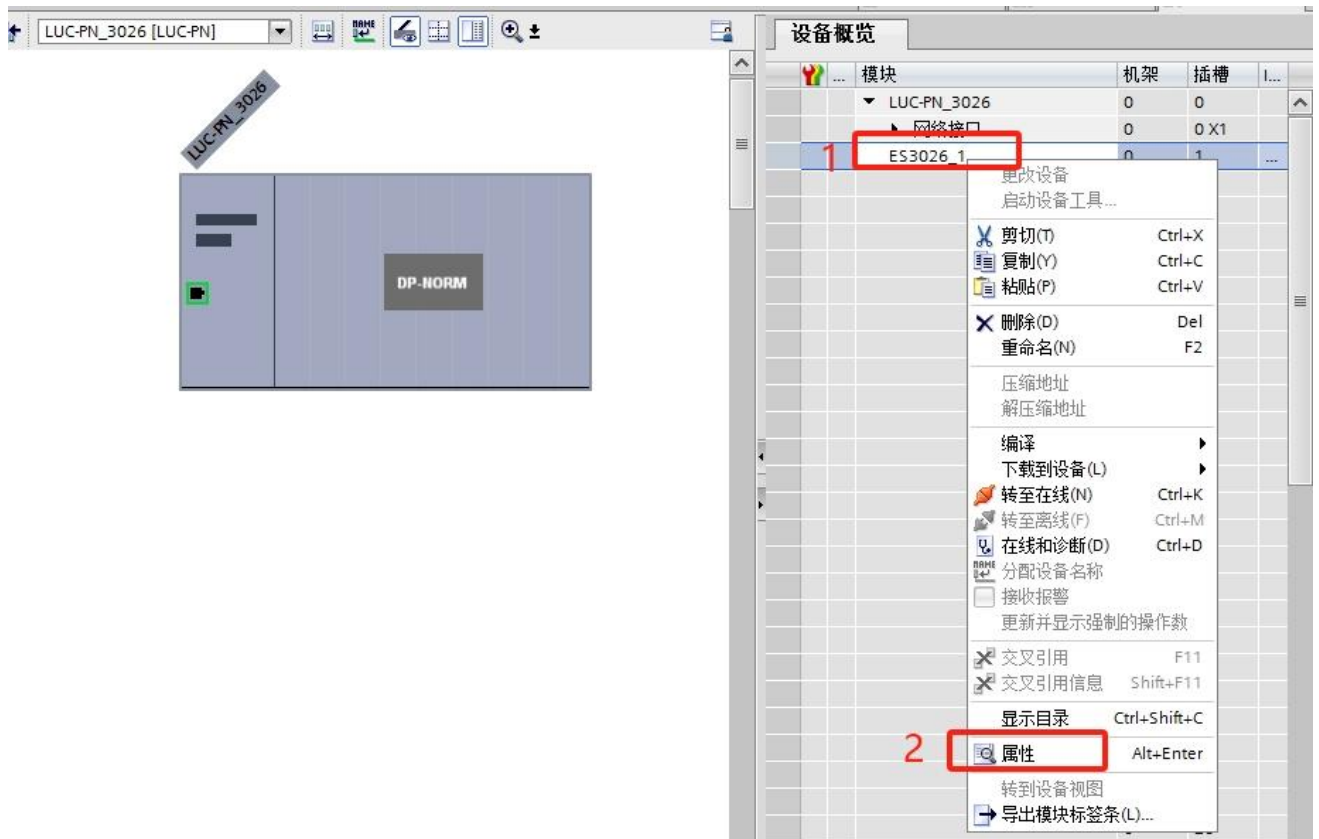 LUC-PN_3026 [LUC-PN]
NAME
设备概览
... 模块 机架 插槽 I...
LUC-PN_3026 0 0
网络接口 0 0 X1
1
ES3026_1 0 1 ...
LUC-PN_3026
DP-NORM
更改设备
启动设备工具...
剪切(T) Ctrl+X
复制(Y) Ctrl+C
粘贴(P) Ctrl+V
删除(D) Del
重命名(N) F2
压缩地址
解压缩地址
编译
下载到设备(L)
转至在线(N) Ctrl+K
转至离线(F) Ctrl+M
在线和诊断(D) Ctrl+D
NAME
分配设备名称
接收报警
更新并显示强制的操作数
交叉引用 F11
交叉引用信息 Shift+F11
显示目录 Ctrl+Shift+C
2
属性 Alt+Enter
转到设备视图
导出模块标签条(L)...